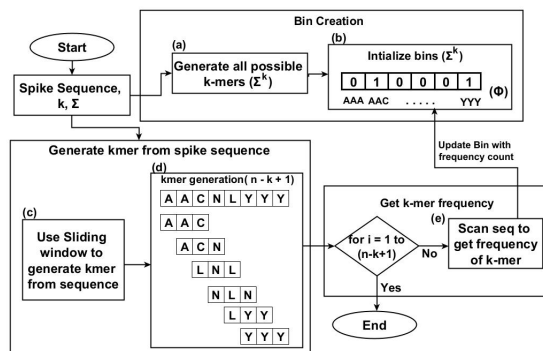 Bin Creation
Start
(a)
Generate all possible
k-mers (Σ^k)
(b)
Intialize bins (Σ^k)
0 1 0 0 0 1
(Φ)
AAA AAC . . . . . YYY
Spike Sequence,
k, Σ
Update Bin with
frequency count
Generate kmer from spike sequence
(c)
Use Sliding
window to
generate kmer
from sequence
(d)
kmer generation( n - k + 1)
A A C N L Y Y Y
A A C
A C N
L N L
N L N
L Y Y
Y Y Y
Get k-mer frequency
for i = 1 to
(n-k+1)
No
Yes
(e)
Scan seq to
get frequency
of k-mer
End